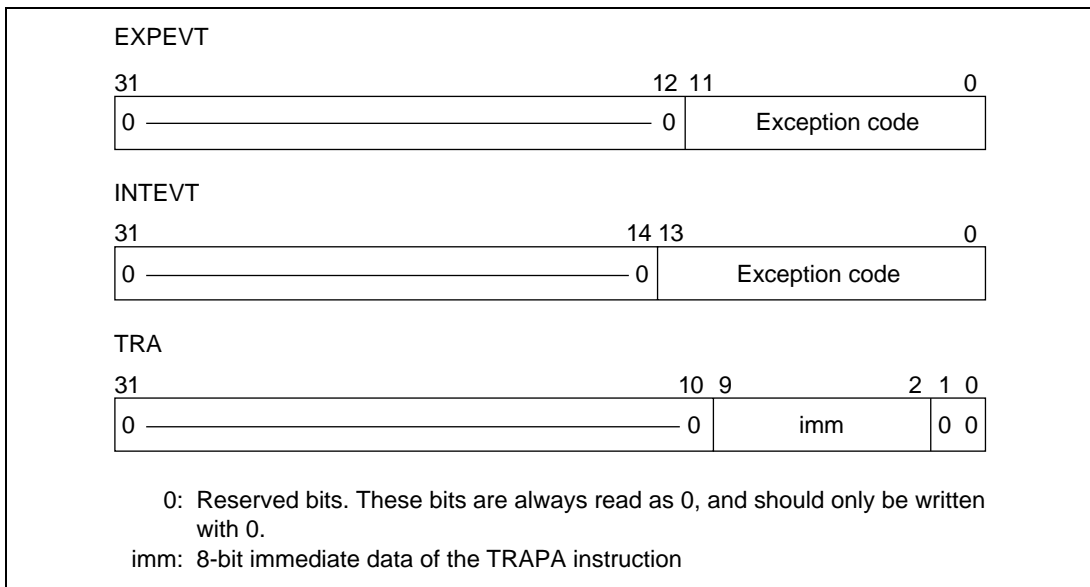 EXPEVT
31 12 11 0
0 0 Exception code
INTEVT
31 14 13 0
0 0 Exception code
TRA
31 10 9 2 1 0
0 0 imm 0 0
0: Reserved bits. These bits are always read as 0, and should only be written
with 0.
imm: 8-bit immediate data of the TRAPA instruction